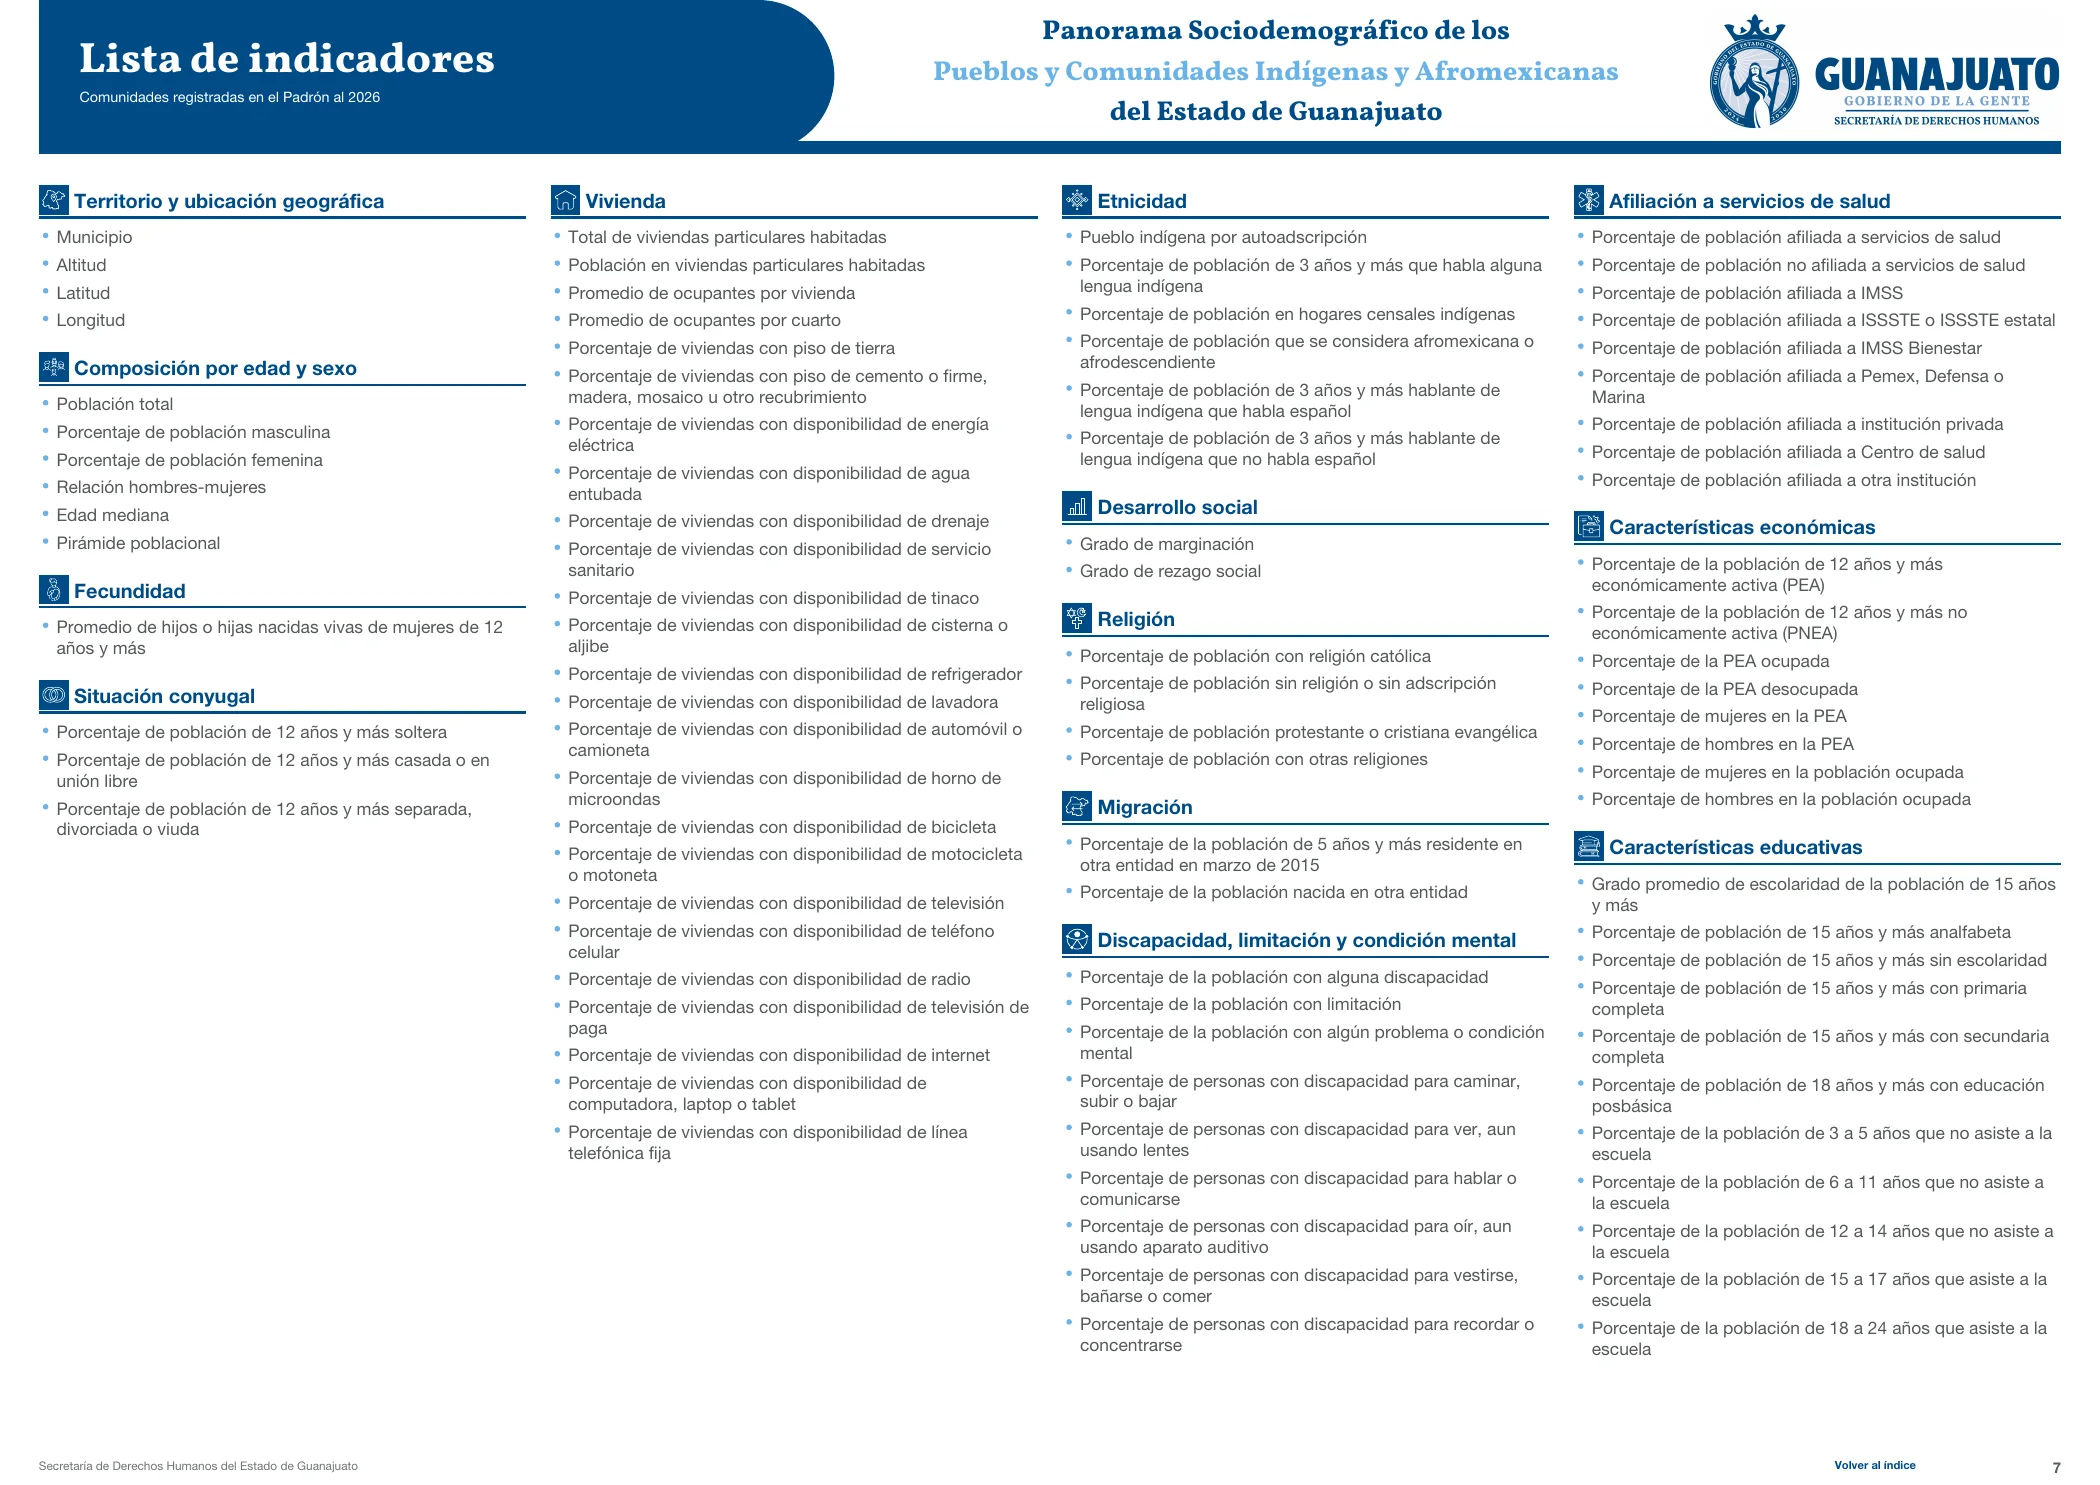 Lista de indicadores
Comunidades registradas en el Padrón al 2026
Panorama Sociodemográfico de los
Pueblos y Comunidades Indígenas y Afromexicanas
del Estado de Guanajuato
GUANAJUATO
GOBIERNO DE LA GENTE
SECRETARÍA DE DERECHOS HUMANOS
Territorio y ubicación geográfica
• Municipio
• Altitud
• Latitud
• Longitud
Composición por edad y sexo
• Población total
• Porcentaje de población masculina
• Porcentaje de población femenina
• Relación hombres-mujeres
• Edad mediana
• Pirámide poblacional
Fecundidad
• Promedio de hijos o hijas nacidas vivas de mujeres de 12
años y más
Situación conyugal
• Porcentaje de población de 12 años y más soltera
• Porcentaje de población de 12 años y más casada o en
unión libre
• Porcentaje de población de 12 años y más separada,
divorciada o viuda
Vivienda
• Total de viviendas particulares habitadas
• Población en viviendas particulares habitadas
• Promedio de ocupantes por vivienda
• Promedio de ocupantes por cuarto
• Porcentaje de viviendas con piso de tierra
• Porcentaje de viviendas con piso de cemento o firme,
madera, mosaico u otro recubrimiento
• Porcentaje de viviendas con disponibilidad de energía
eléctrica
• Porcentaje de viviendas con disponibilidad de agua
entubada
• Porcentaje de viviendas con disponibilidad de drenaje
• Porcentaje de viviendas con disponibilidad de servicio
sanitario
• Porcentaje de viviendas con disponibilidad de tinaco
• Porcentaje de viviendas con disponibilidad de cisterna o
aljibe
• Porcentaje de viviendas con disponibilidad de refrigerador
• Porcentaje de viviendas con disponibilidad de lavadora
• Porcentaje de viviendas con disponibilidad de automóvil o
camioneta
• Porcentaje de viviendas con disponibilidad de horno de
microondas
• Porcentaje de viviendas con disponibilidad de bicicleta
• Porcentaje de viviendas con disponibilidad de motocicleta
o motoneta
• Porcentaje de viviendas con disponibilidad de televisión
• Porcentaje de viviendas con disponibilidad de teléfono
celular
• Porcentaje de viviendas con disponibilidad de radio
• Porcentaje de viviendas con disponibilidad de televisión de
paga
• Porcentaje de viviendas con disponibilidad de internet
• Porcentaje de viviendas con disponibilidad de
computadora, laptop o tablet
• Porcentaje de viviendas con disponibilidad de línea
telefónica fija
Etnicidad
• Pueblo indígena por autoadscripción
• Porcentaje de población de 3 años y más que habla alguna
lengua indígena
• Porcentaje de población en hogares censales indígenas
• Porcentaje de población que se considera afromexicana o
afrodescendiente
• Porcentaje de población de 3 años y más hablante de
lengua indígena que habla español
• Porcentaje de población de 3 años y más hablante de
lengua indígena que no habla español
Desarrollo social
• Grado de marginación
• Grado de rezago social
Religión
• Porcentaje de población con religión católica
• Porcentaje de población sin religión o sin adscripción
religiosa
• Porcentaje de población protestante o cristiana evangélica
• Porcentaje de población con otras religiones
Migración
• Porcentaje de la población de 5 años y más residente en
otra entidad en marzo de 2015
• Porcentaje de la población nacida en otra entidad
Discapacidad, limitación y condición mental
• Porcentaje de la población con alguna discapacidad
• Porcentaje de la población con limitación
• Porcentaje de la población con algún problema o condición
mental
• Porcentaje de personas con discapacidad para caminar,
subir o bajar
• Porcentaje de personas con discapacidad para ver, aun
usando lentes
• Porcentaje de personas con discapacidad para hablar o
comunicarse
• Porcentaje de personas con discapacidad para oír, aun
usando aparato auditivo
• Porcentaje de personas con discapacidad para vestirse,
bañarse o comer
• Porcentaje de personas con discapacidad para recordar o
concentrarse
Afiliación a servicios de salud
• Porcentaje de población afiliada a servicios de salud
• Porcentaje de población no afiliada a servicios de salud
• Porcentaje de población afiliada a IMSS
• Porcentaje de población afiliada a ISSSTE o ISSSTE estatal
• Porcentaje de población afiliada a IMSS Bienestar
• Porcentaje de población afiliada a Pemex, Defensa o
Marina
• Porcentaje de población afiliada a institución privada
• Porcentaje de población afiliada a Centro de salud
• Porcentaje de población afiliada a otra institución
Características económicas
• Porcentaje de la población de 12 años y más
económicamente activa (PEA)
• Porcentaje de la población de 12 años y más no
económicamente activa (PNEA)
• Porcentaje de la PEA ocupada
• Porcentaje de la PEA desocupada
• Porcentaje de mujeres en la PEA
• Porcentaje de hombres en la PEA
• Porcentaje de mujeres en la población ocupada
• Porcentaje de hombres en la población ocupada
Características educativas
• Grado promedio de escolaridad de la población de 15 años
y más
• Porcentaje de población de 15 años y más analfabeta
• Porcentaje de población de 15 años y más sin escolaridad
• Porcentaje de población de 15 años y más con primaria
completa
• Porcentaje de población de 15 años y más con secundaria
completa
• Porcentaje de población de 18 años y más con educación
posbásica
• Porcentaje de la población de 3 a 5 años que no asiste a la
escuela
• Porcentaje de la población de 6 a 11 años que no asiste a
la escuela
• Porcentaje de la población de 12 a 14 años que no asiste a
la escuela
• Porcentaje de la población de 15 a 17 años que asiste a la
escuela
• Porcentaje de la población de 18 a 24 años que asiste a la
escuela
Secretaría de Derechos Humanos del Estado de Guanajuato
Volver al índice
7